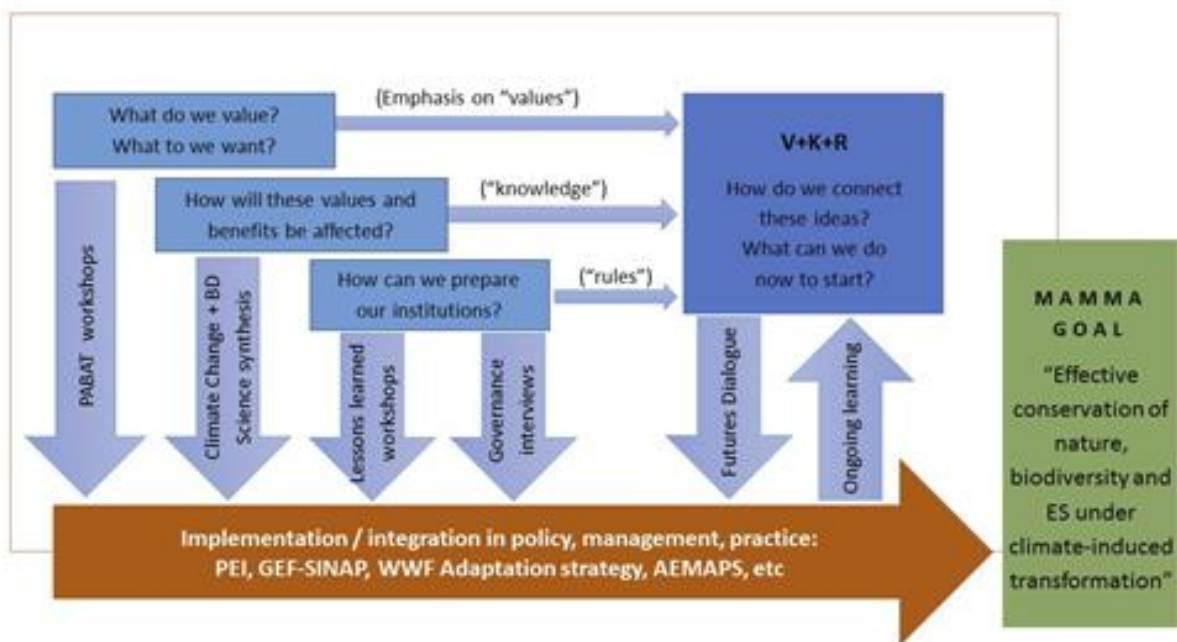 What do we value?
What to we want?
(Emphasis on "values")
How will these values and
benefits be affected?
("knowledge")
How can we prepare
our institutions?
("rules")
V+K+R
How do we connect
these ideas?
What can we do
now to start?
PABAT workshops
Climate Change + BD
Science synthesis
Lessons learned
workshops
Governance
interviews
Futures Dialogue
Ongoing learning
Implementation / integration in policy, management, practice:
PEI, GEF-SINAP, WWF Adaptation strategy, AEMAPS, etc
MAMMA
GOAL
"Effective
conservation of
nature,
biodiversity and
ES under
climate-induced
transformation"